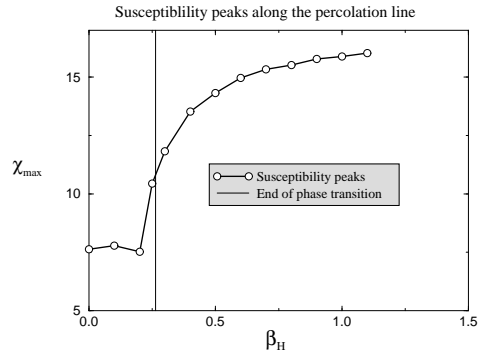 Susceptiblility peaks along the percolation line
15
10
5
χmax
Susceptibility peaks
End of phase transition
0.0 0.5 1.0 1.5
βH